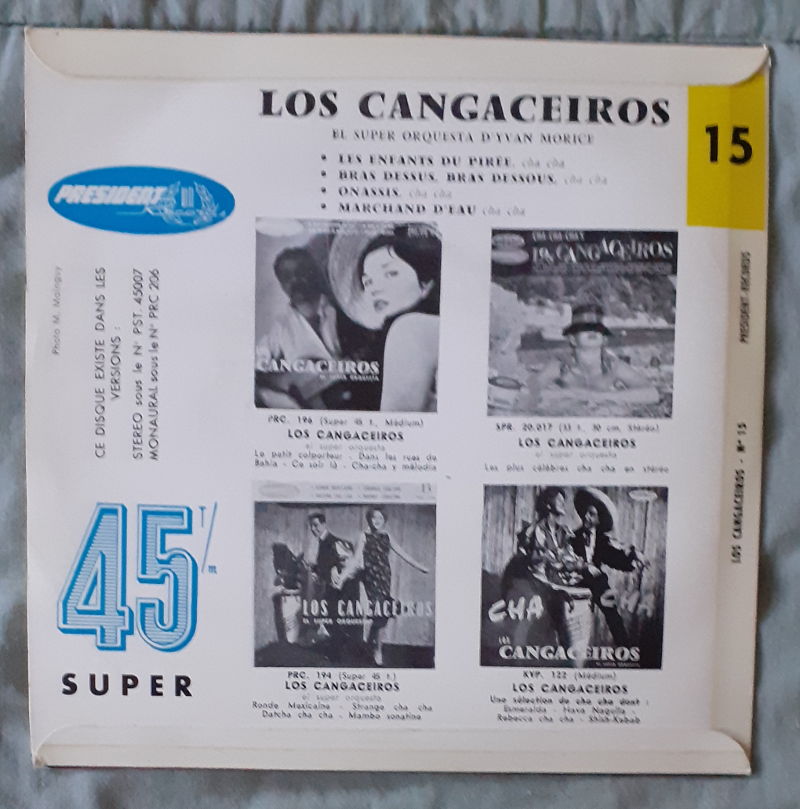 LOS CANGACEIROS
EL SUPER ORQUESTA D'YVAN MORICE
• LES ENFANTS DU PIRÉE, cha cha
• BRAS DESSUS, BRAS DESSOUS, cha cha
• ONASSIS, cha cha
• MARCHAND D'EAU cha cha
15
PRESIDENT
Records
Photo M. Molnguy
CE DISQUE EXISTE DANS LES
VERSIONS :
STEREO sous le N° PST. 45007
MONAURAL sous le N° PRC 206
45 T/m
SUPER
CANGACEIROS
PRC. 196 (Super 45 t., Médium)
LOS CANGACEIROS
el super orquesta
Le petit colporteur - Dans les rues de
Bahia - Ce soir là - Cha-cha y mélodia
CHA CHA CHA
CANGACEIROS
SPR. 20.017 (33 t., 30 cm, Stéréo)
LOS CANGACEIROS
el super orquesta
Les plus célèbres cha cha en stéréo
13
LOS CANGACEIROS
EL SUPER ORQUESTA
PRC. 194 (Super 45 t.)
LOS CANGACEIROS
el super orquesta
Ronde Mexicaine - Strange cha cha
Datcha cha cha - Mambo sonatine
CHA CHA
LOS
CANGACEIROS
KVP. 122 (Médium)
LOS CANGACEIROS
Une sélection de cha cha dont :
Esmeralda - Hava Naguila -
Rebecca cha cha - Shish-Kebab
PRESIDENT RECORDS
LOS CANGACEIROS - N° 15